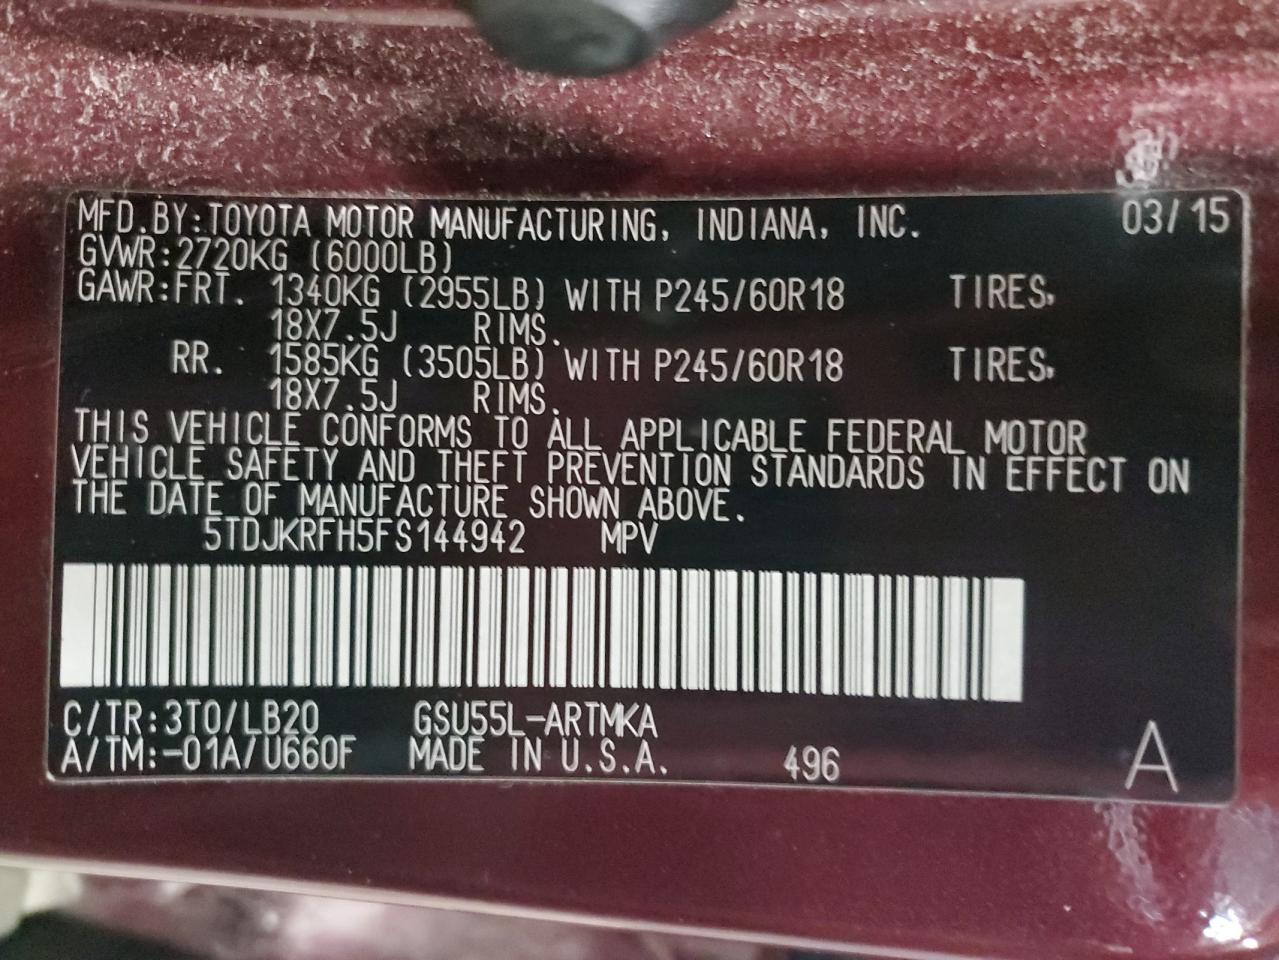 MFD.BY:TOYOTA MOTOR MANUFACTURING, INDIANA, INC. 03/15
GVWR:2720KG (6000LB)
GAWR:FRT. 1340KG (2955LB) WITH P245/60R18 TIRES,
18X7.5J RIMS.
RR. 1585KG (3505LB) WITH P245/60R18 TIRES,
18X7.5J RIMS.
THIS VEHICLE CONFORMS TO ALL APPLICABLE FEDERAL MOTOR
VEHICLE SAFETY AND THEFT PREVENTION STANDARDS IN EFFECT ON
THE DATE OF MANUFACTURE SHOWN ABOVE.
5TDJKRFH5FS144942 MPV
C/TR:3T0/LB20 GSU55L-ARTMKA
A/TM:-01A/U660F MADE IN U.S.A. 496 A